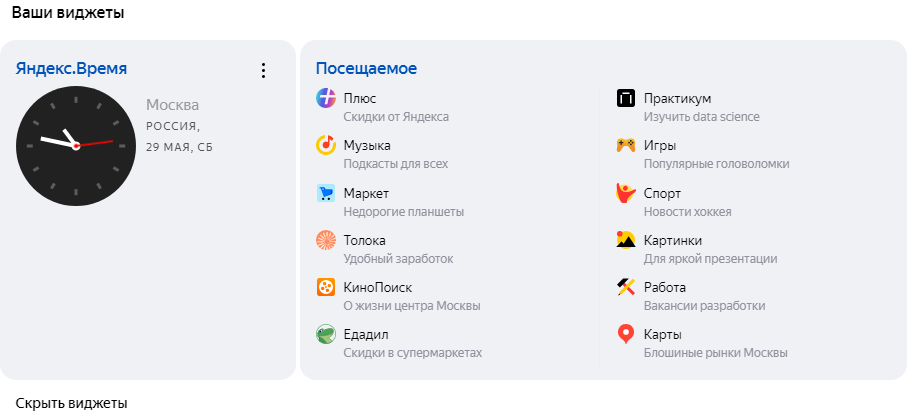 Ваши виджеты
Яндекс.Время
Москва
РОССИЯ,
29 МАЯ, СБ
Посещаемое
Плюс
Скидки от Яндекса
Музыка
Подкасты для всех
Маркет
Недорогие планшеты
Толока
Удобный заработок
КиноПоиск
О жизни центра Москвы
Едадил
Скидки в супермаркетах
Практикум
Изучить data science
Игры
Популярные головоломки
Спорт
Новости хоккея
Картинки
Для яркой презентации
Работа
Вакансии разработки
Карты
Блошиные рынки Москвы
Скрыть виджеты